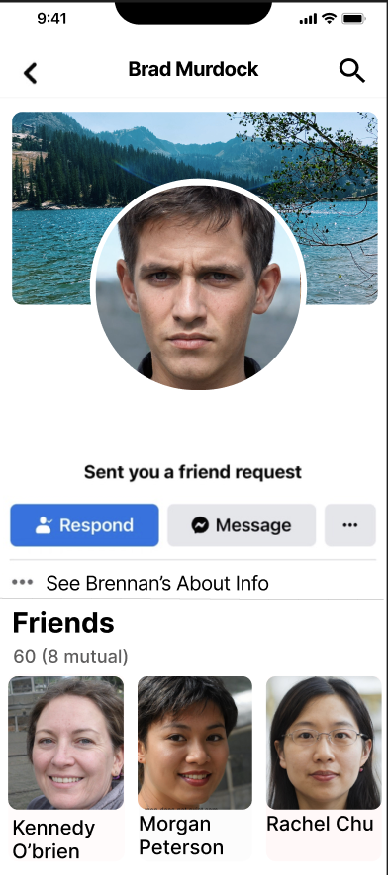 9:41
Brad Murdock
Sent you a friend request
Respond
Message
See Brennan's About Info
Friends
60 (8 mutual)
Kennedy
O'brien
Morgan
Peterson
Rachel Chu